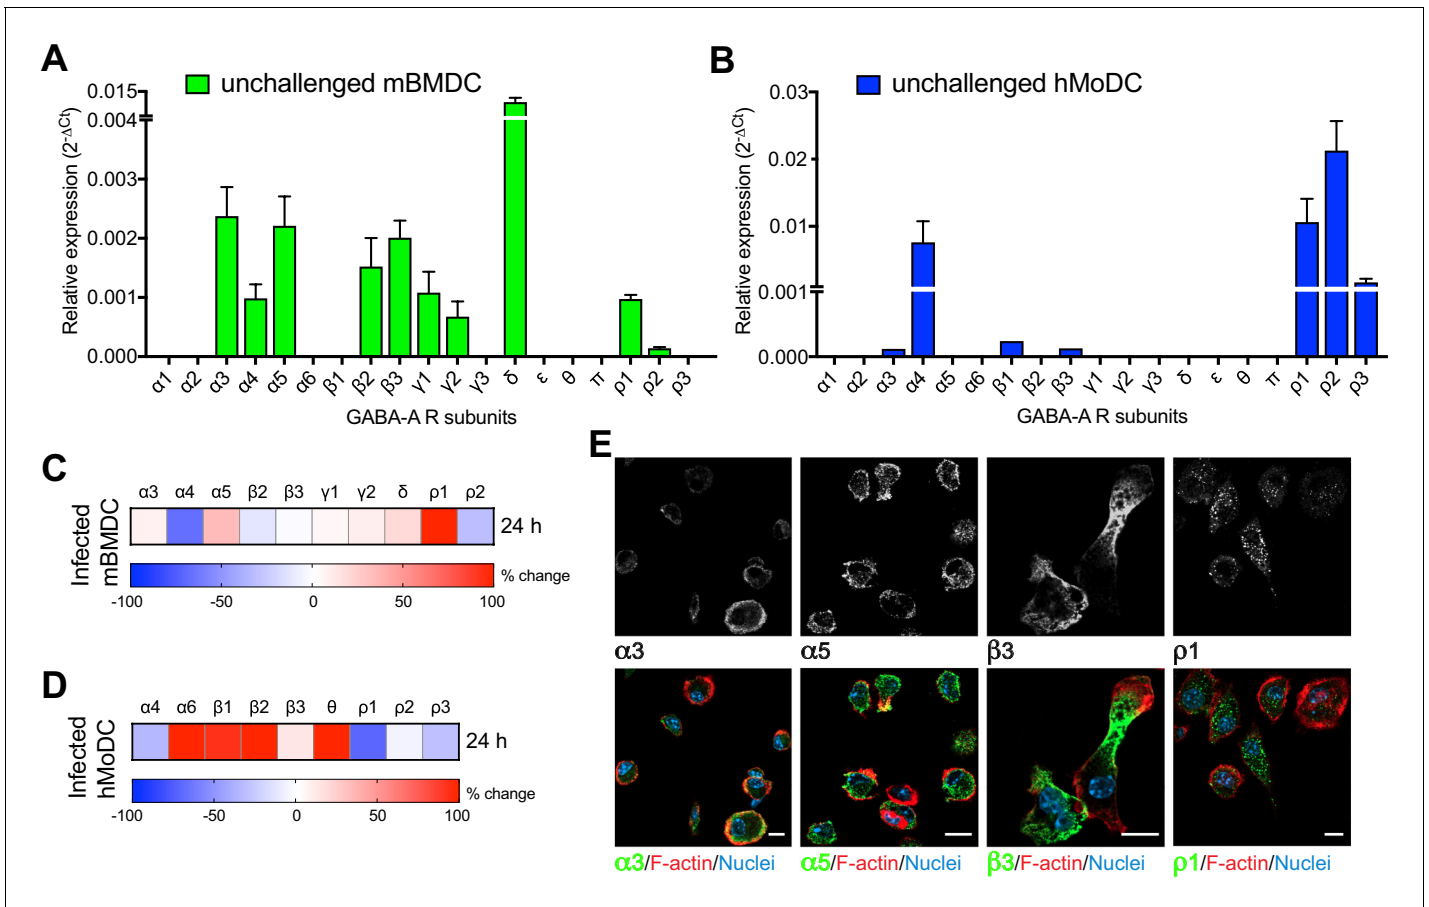 A
unchallenged mBMDC
Relative expression (2-ΔCt)
0.015
0.004
0.003
0.002
0.001
0.000
α1 α2 α3 α4 α5 α6 β1 β2 β3 γ1 γ2 γ3 δ ε θ π ρ1 ρ2 ρ3
GABA-A R subunits
B
unchallenged hMoDC
Relative expression (2-ΔCt)
0.03
0.02
0.01
0.001
0.000
α1 α2 α3 α4 α5 α6 β1 β2 β3 γ1 γ2 γ3 δ ε θ π ρ1 ρ2 ρ3
GABA-A R subunits
C
Infected
mBMDC
α3 α4 α5 β2 β3 γ1 γ2 δ ρ1 ρ2
24 h
% change
-100 -50 0 50 100
D
Infected
hMoDC
α4 α6 β1 β2 β3 θ ρ1 ρ2 ρ3
24 h
% change
-100 -50 0 50 100
E
α3 α5 β3 ρ1
α3/F-actin/Nuclei α5/F-actin/Nuclei β3/F-actin/Nuclei ρ1/F-actin/Nuclei